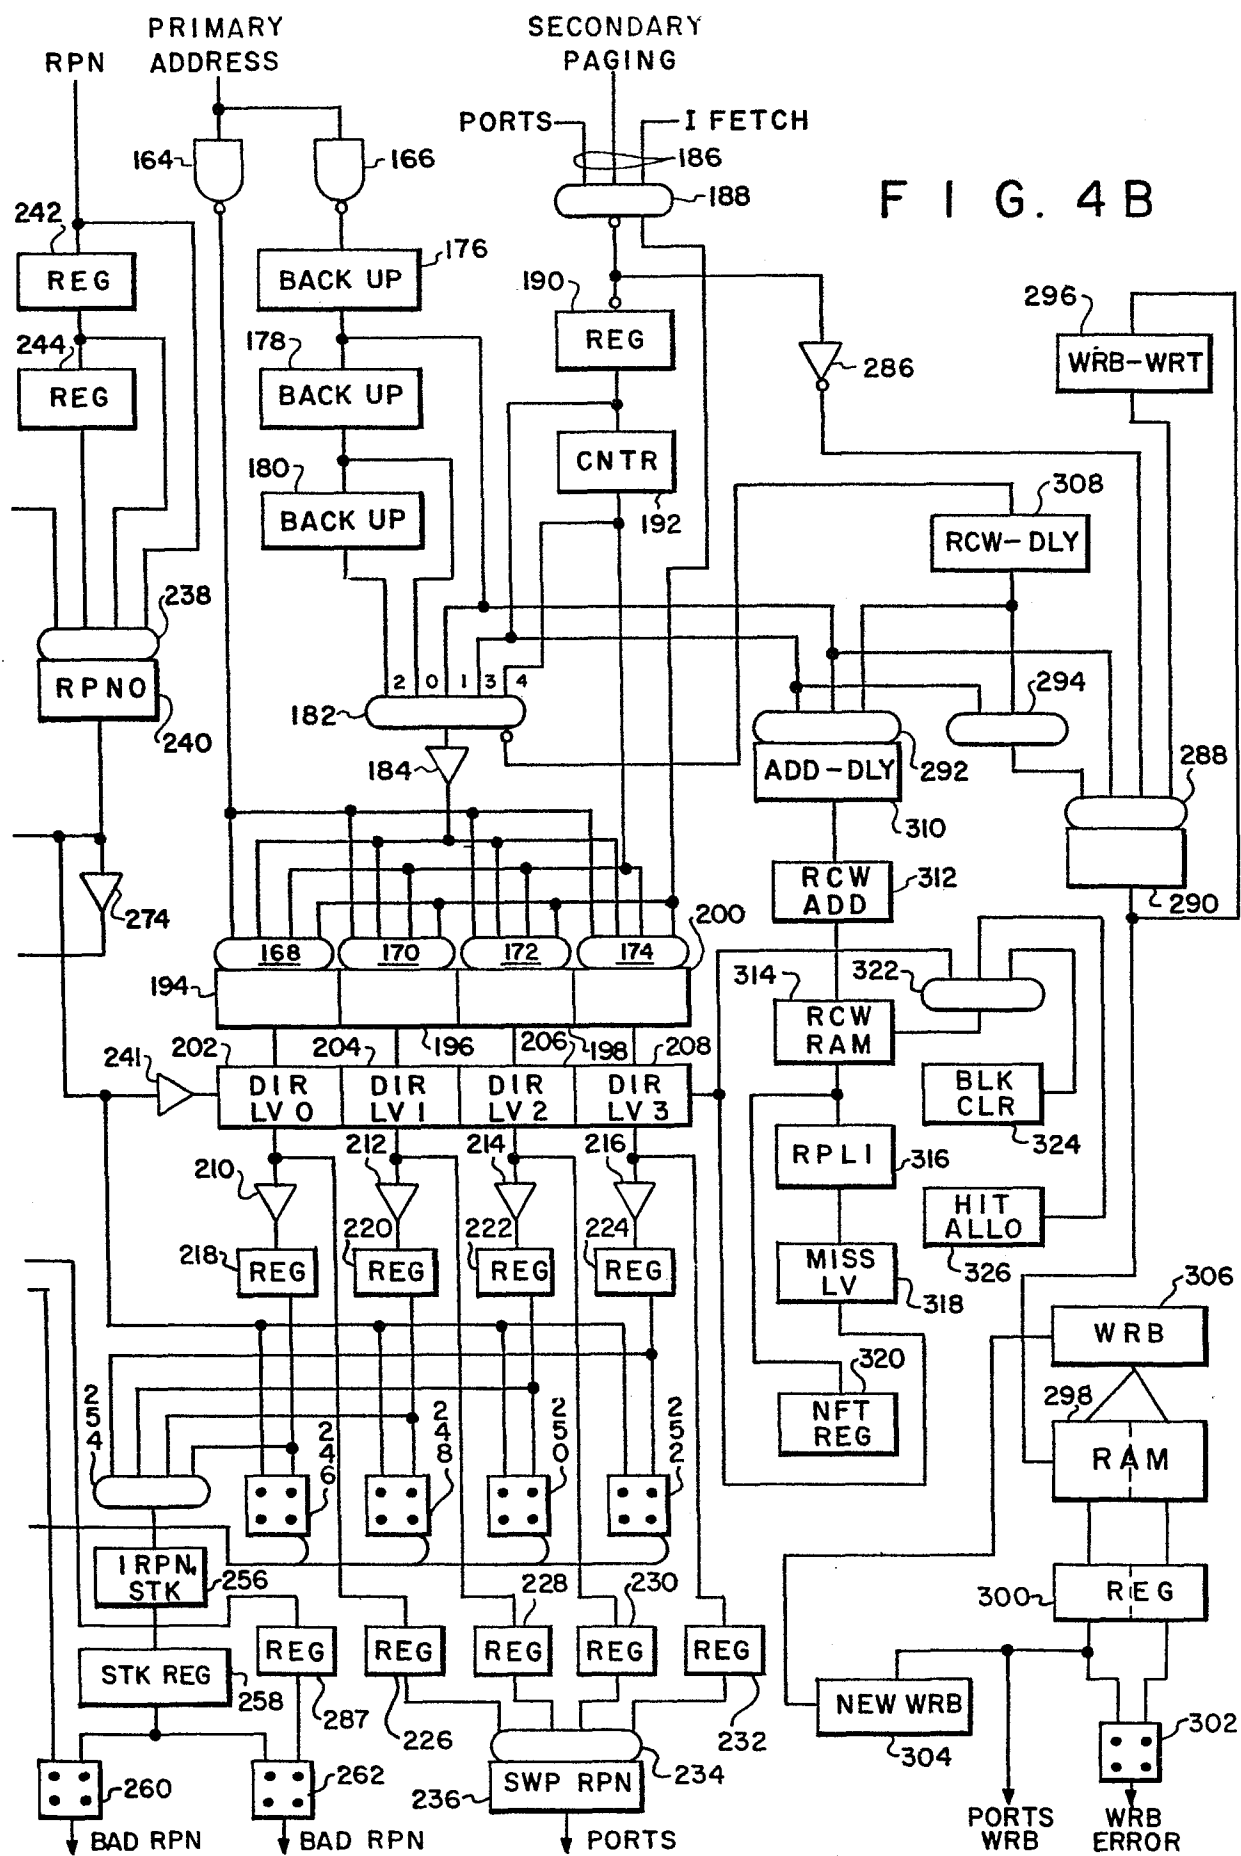 PRIMARY
ADDRESS
SECONDARY
PAGING
RPN
PORTS
I FETCH
164
166
186
188
FIG. 4B
242
REG
BACK UP
176
190
REG
296
WRB-WRT
244
REG
178
BACK UP
286
CNTR
192
180
BACK UP
308
RCW-DLY
238
RPNO
240
2 0 1 3 4
182
184
294
292
ADD-DLY
310
288
290
274
RCW
ADD
312
168
170
172
174
200
194
196
198
322
314
RCW
RAM
202
204
206
208
241
DIR
LV 0
DIR
LV 1
DIR
LV 2
DIR
LV 3
BLK
CLR
324
210
212
214
216
RPLI
316
HIT
ALLO
326
218
REG
220
REG
222
REG
224
REG
MISS
LV
318
306
WRB
320
NFT
REG
298
RAM
254
246
248
250
252
I RPN
STK
256
228
230
300
REG
STK REG
258
REG
287
REG
226
REG
REG
REG
232
NEW WRB
304
302
260
262
234
236
SWP RPN
BAD RPN
BAD RPN
PORTS
PORTS
WRB
WRB
ERROR